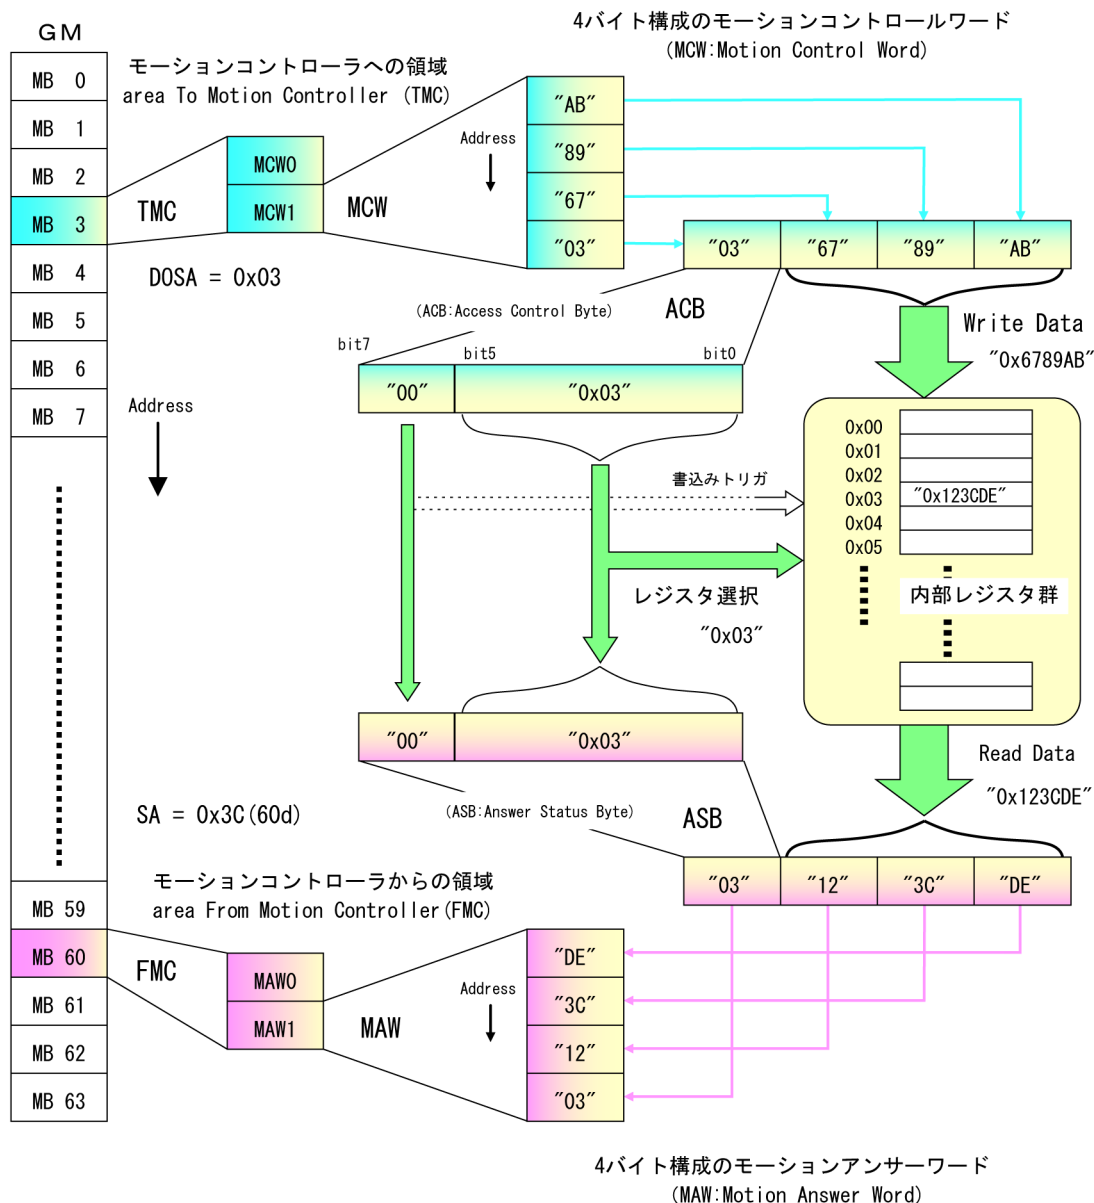 4バイト構成のモーションコントロールワード
(MCW:Motion Control Word)
GM
MB 0
MB 1
MB 2
MB 3
MB 4
MB 5
MB 6
MB 7
モーションコントローラへの領域
area To Motion Controller (TMC)
TMC
MCW0
MCW1
MCW
DOSA = 0x03
Address
"AB"
"89"
"67"
"03"
"03"
"67"
"89"
"AB"
(ACB:Access Control Byte)
ACB
Write Data
"0x6789AB"
bit7
bit5
bit0
"00"
"0x03"
Address
0x00
0x01
0x02
0x03
0x04
0x05
"0x123CDE"
書込みトリガ
レジスタ選択
"0x03"
内部レジスタ群
"00"
"0x03"
Read Data
"0x123CDE"
SA = 0x3C(60d)
(ASB:Answer Status Byte)
ASB
"03"
"12"
"3C"
"DE"
モーションコントローラからの領域
area From Motion Controller(FMC)
MB 59
MB 60
MB 61
MB 62
MB 63
FMC
MAW0
MAW1
MAW
Address
"DE"
"3C"
"12"
"03"
4バイト構成のモーションアンサーワード
(MAW:Motion Answer Word)